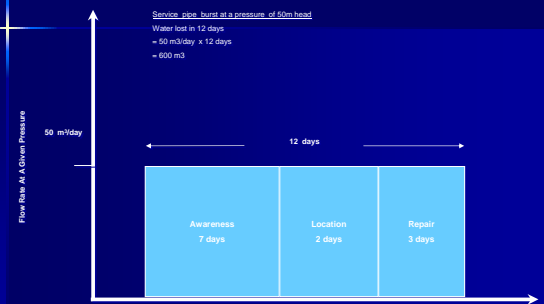 Service pipe burst at a pressure of 50m head
Water lost in 12 days
= 50 m3/day x 12 days
= 600 m3
Flow Rate At A Given Pressure
50 m³/day
12 days
Awareness
7 days
Location
2 days
Repair
3 days